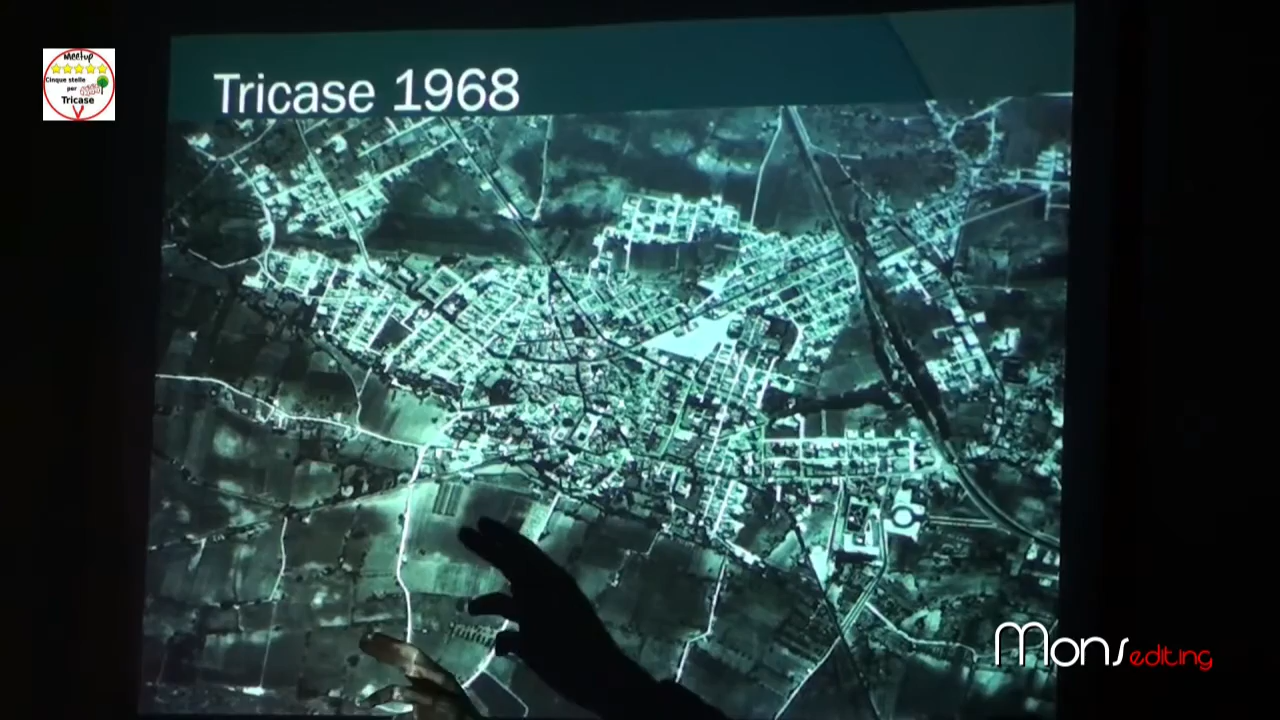 Meetup
Cinque stelle
per
Tricase
Tricase 1968
Mons editing